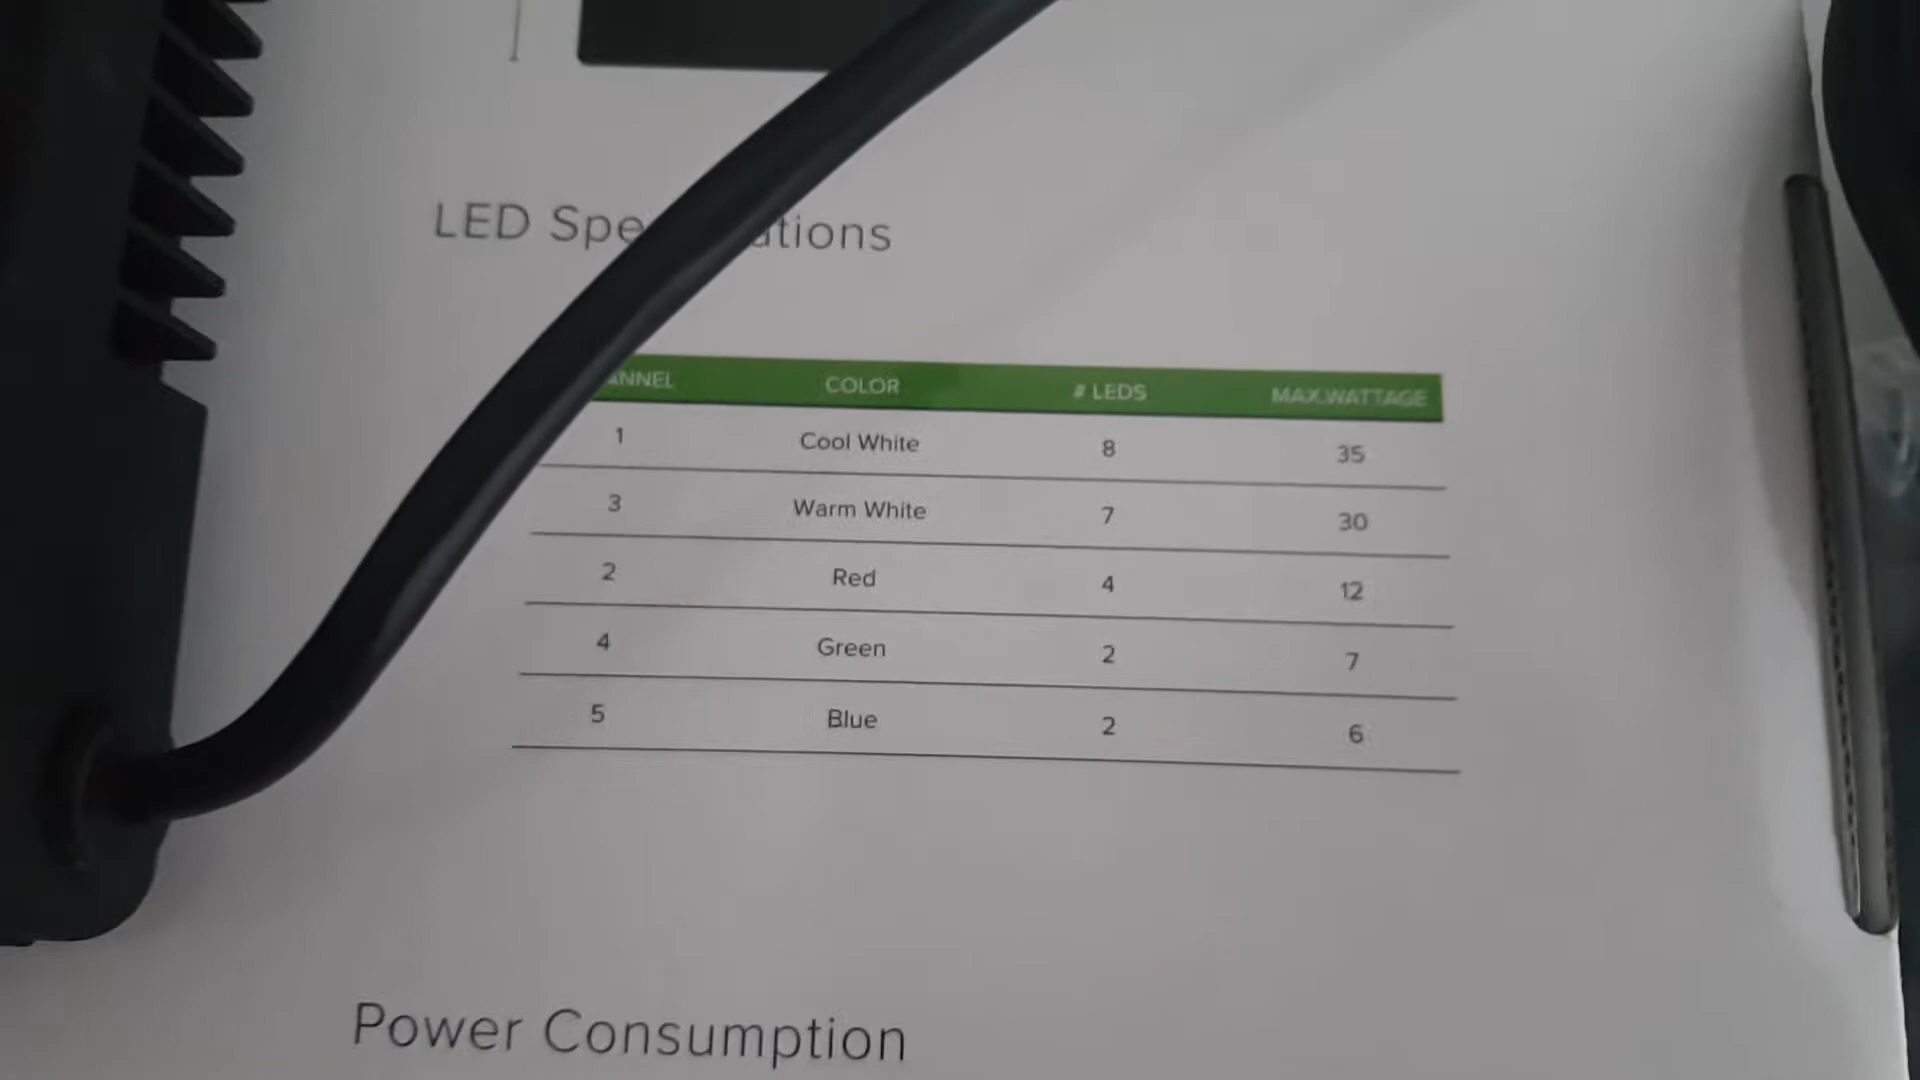 LED Spe ations
ANNEL COLOR # LEDS MAX.WATTAGE
1 Cool White 8 35
3 Warm White 7 30
2 Red 4 12
4 Green 2 7
5 Blue 2 6
Power Consumption